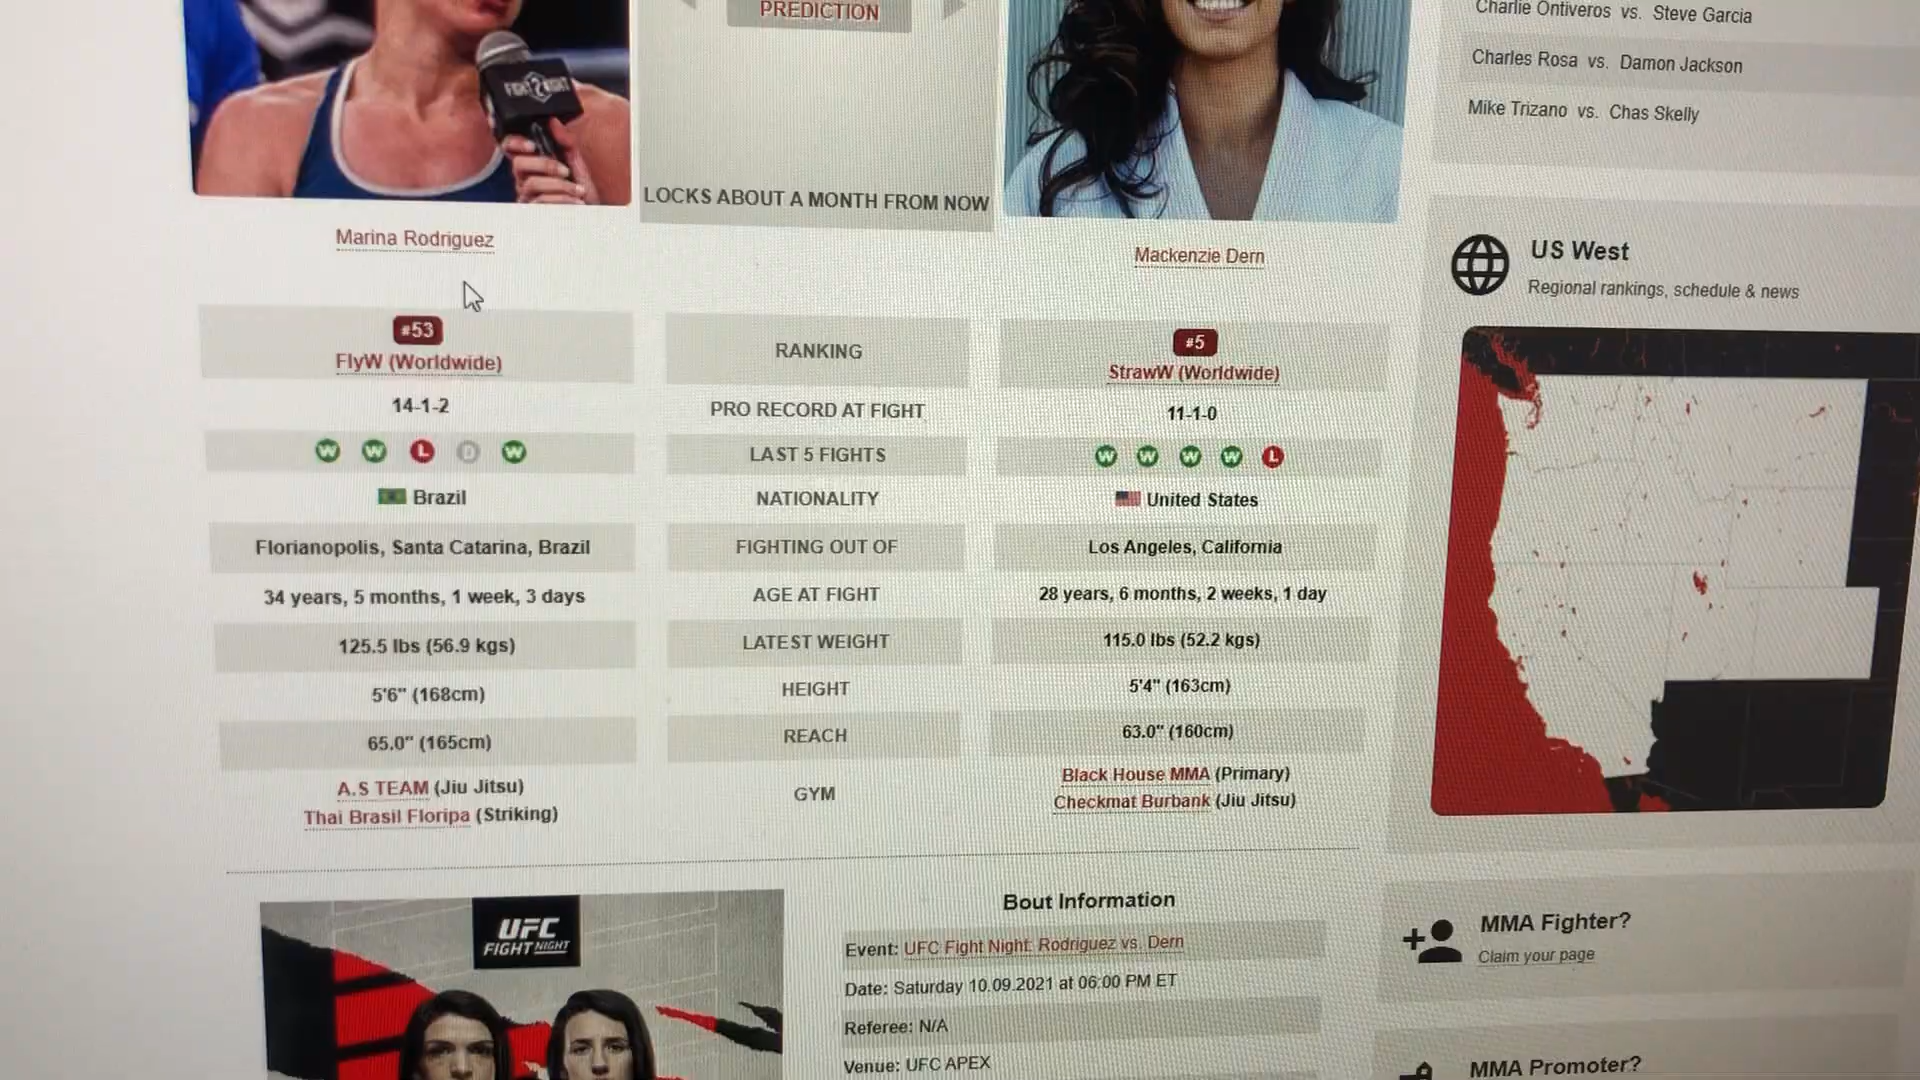 PREDICTION
FIGHT NIGHT
LOCKS ABOUT A MONTH FROM NOW
Marina Rodriguez
Mackenzie Dern
#53
FlyW (Worldwide)
RANKING
#5
StrawW (Worldwide)
14-1-2
PRO RECORD AT FIGHT
11-1-0
W W L D W
LAST 5 FIGHTS
W W W W L
Brazil
NATIONALITY
United States
Florianopolis, Santa Catarina, Brazil
FIGHTING OUT OF
Los Angeles, California
34 years, 5 months, 1 week, 3 days
AGE AT FIGHT
28 years, 6 months, 2 weeks, 1 day
125.5 lbs (56.9 kgs)
LATEST WEIGHT
115.0 lbs (52.2 kgs)
5'6" (168cm)
HEIGHT
5'4" (163cm)
65.0" (165cm)
REACH
63.0" (160cm)
A.S TEAM (Jiu Jitsu)
Thai Brasil Floripa (Striking)
GYM
Black House MMA (Primary)
Checkmat Burbank (Jiu Jitsu)
UFC
FIGHT NIGHT
Bout Information
Event: UFC Fight Night: Rodriguez vs. Dern
Date: Saturday 10.09.2021 at 06:00 PM ET
Referee: N/A
Venue: UFC APEX
Charlie Ontiveros vs. Steve Garcia
Charles Rosa vs. Damon Jackson
Mike Trizano vs. Chas Skelly
US West
Regional rankings, schedule & news
MMA Fighter?
Claim your page
MMA Promoter?